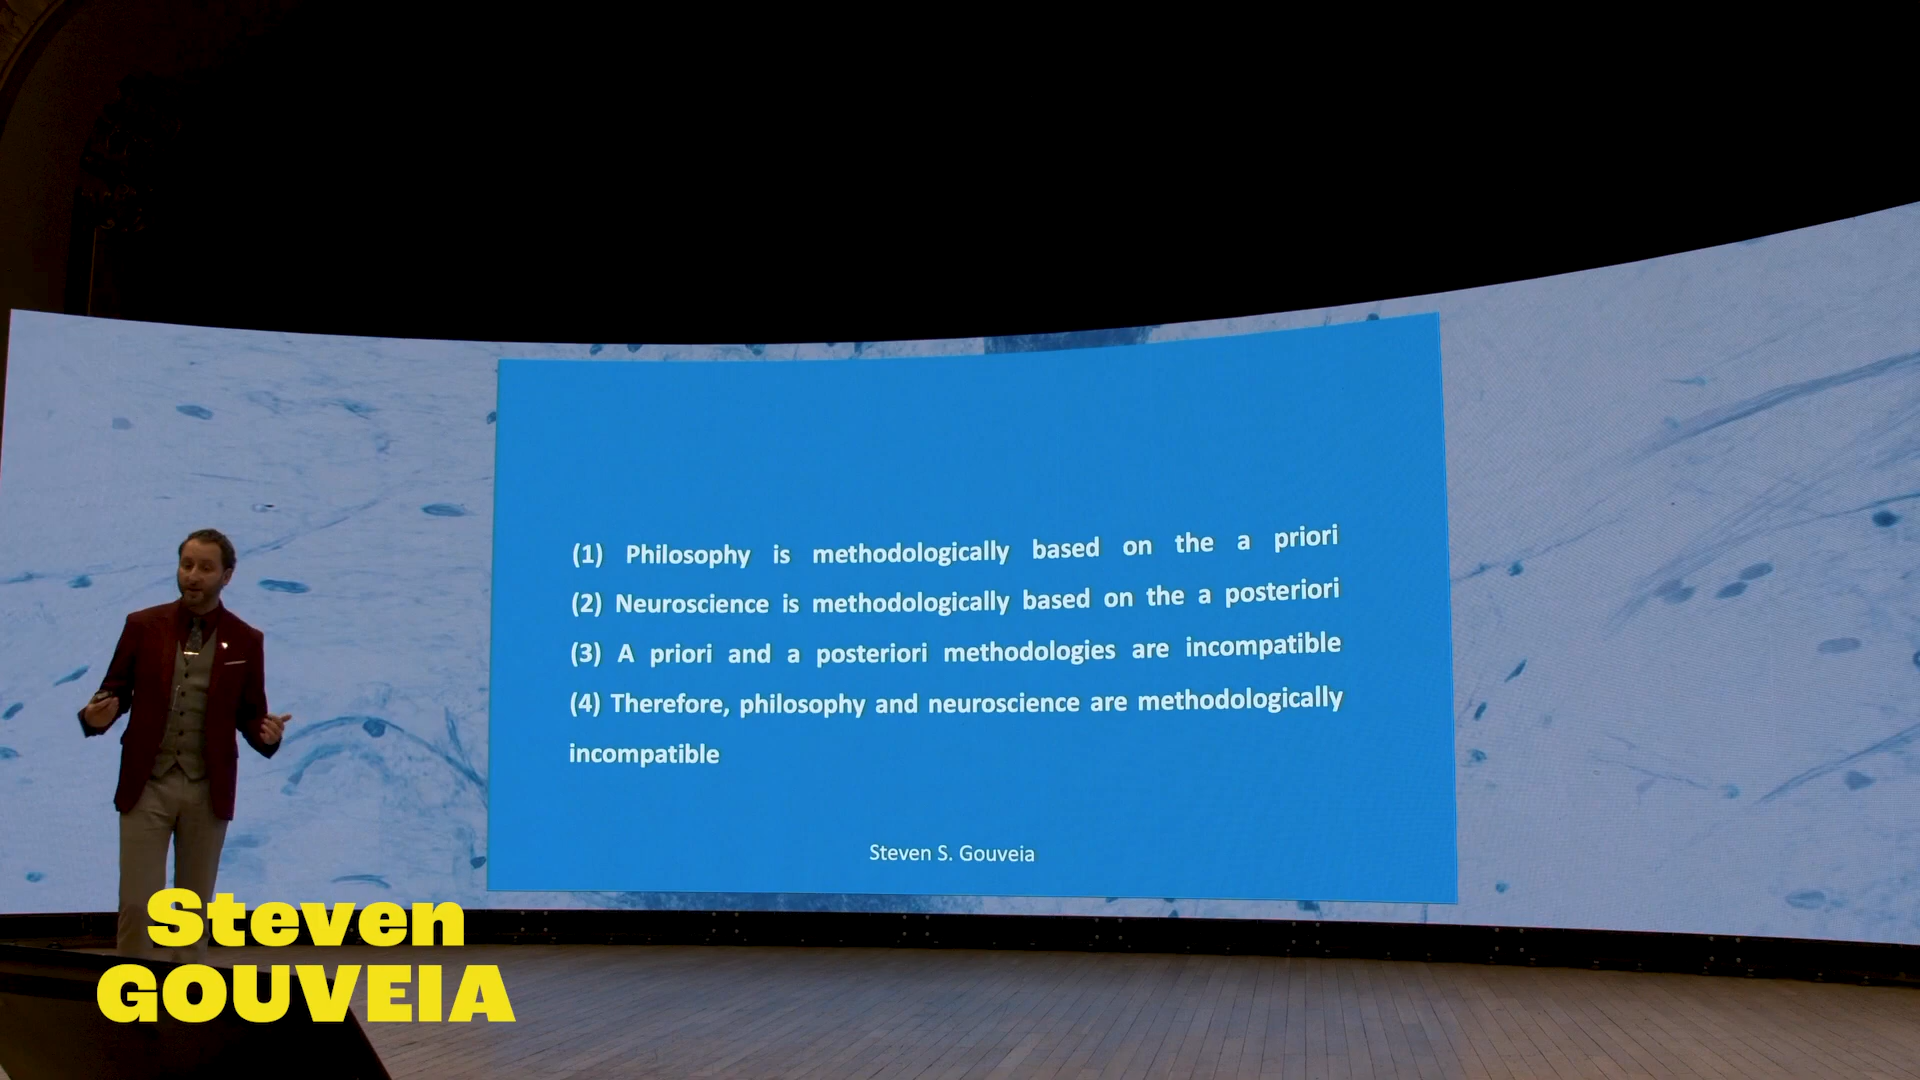 (1) Philosophy is methodologically based on the a priori
(2) Neuroscience is methodologically based on the a posteriori
(3) A priori and a posteriori methodologies are incompatible
(4) Therefore, philosophy and neuroscience are methodologically
incompatible
Steven S. Gouveia
Steven
GOUVEIA